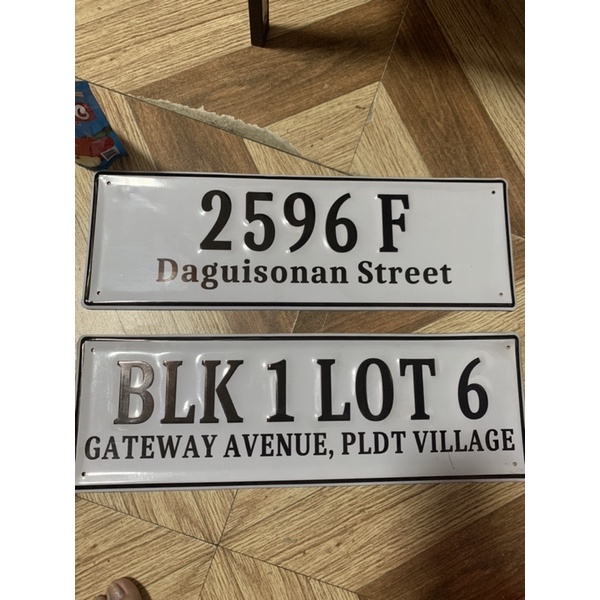 2596 F
Daguisonan Street
BLK 1 LOT 6
GATEWAY AVENUE, PLDT VILLAGE